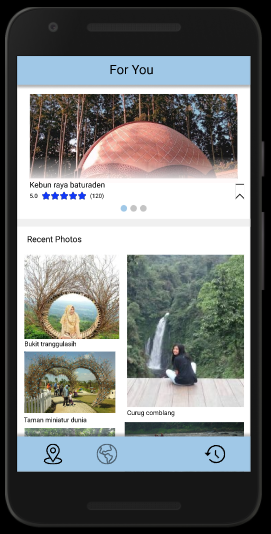 For You
Kebun raya baturaden
5.0 (120)
Recent Photos
Bukit tranggulasih
Taman miniatur dunia
Curug comblang